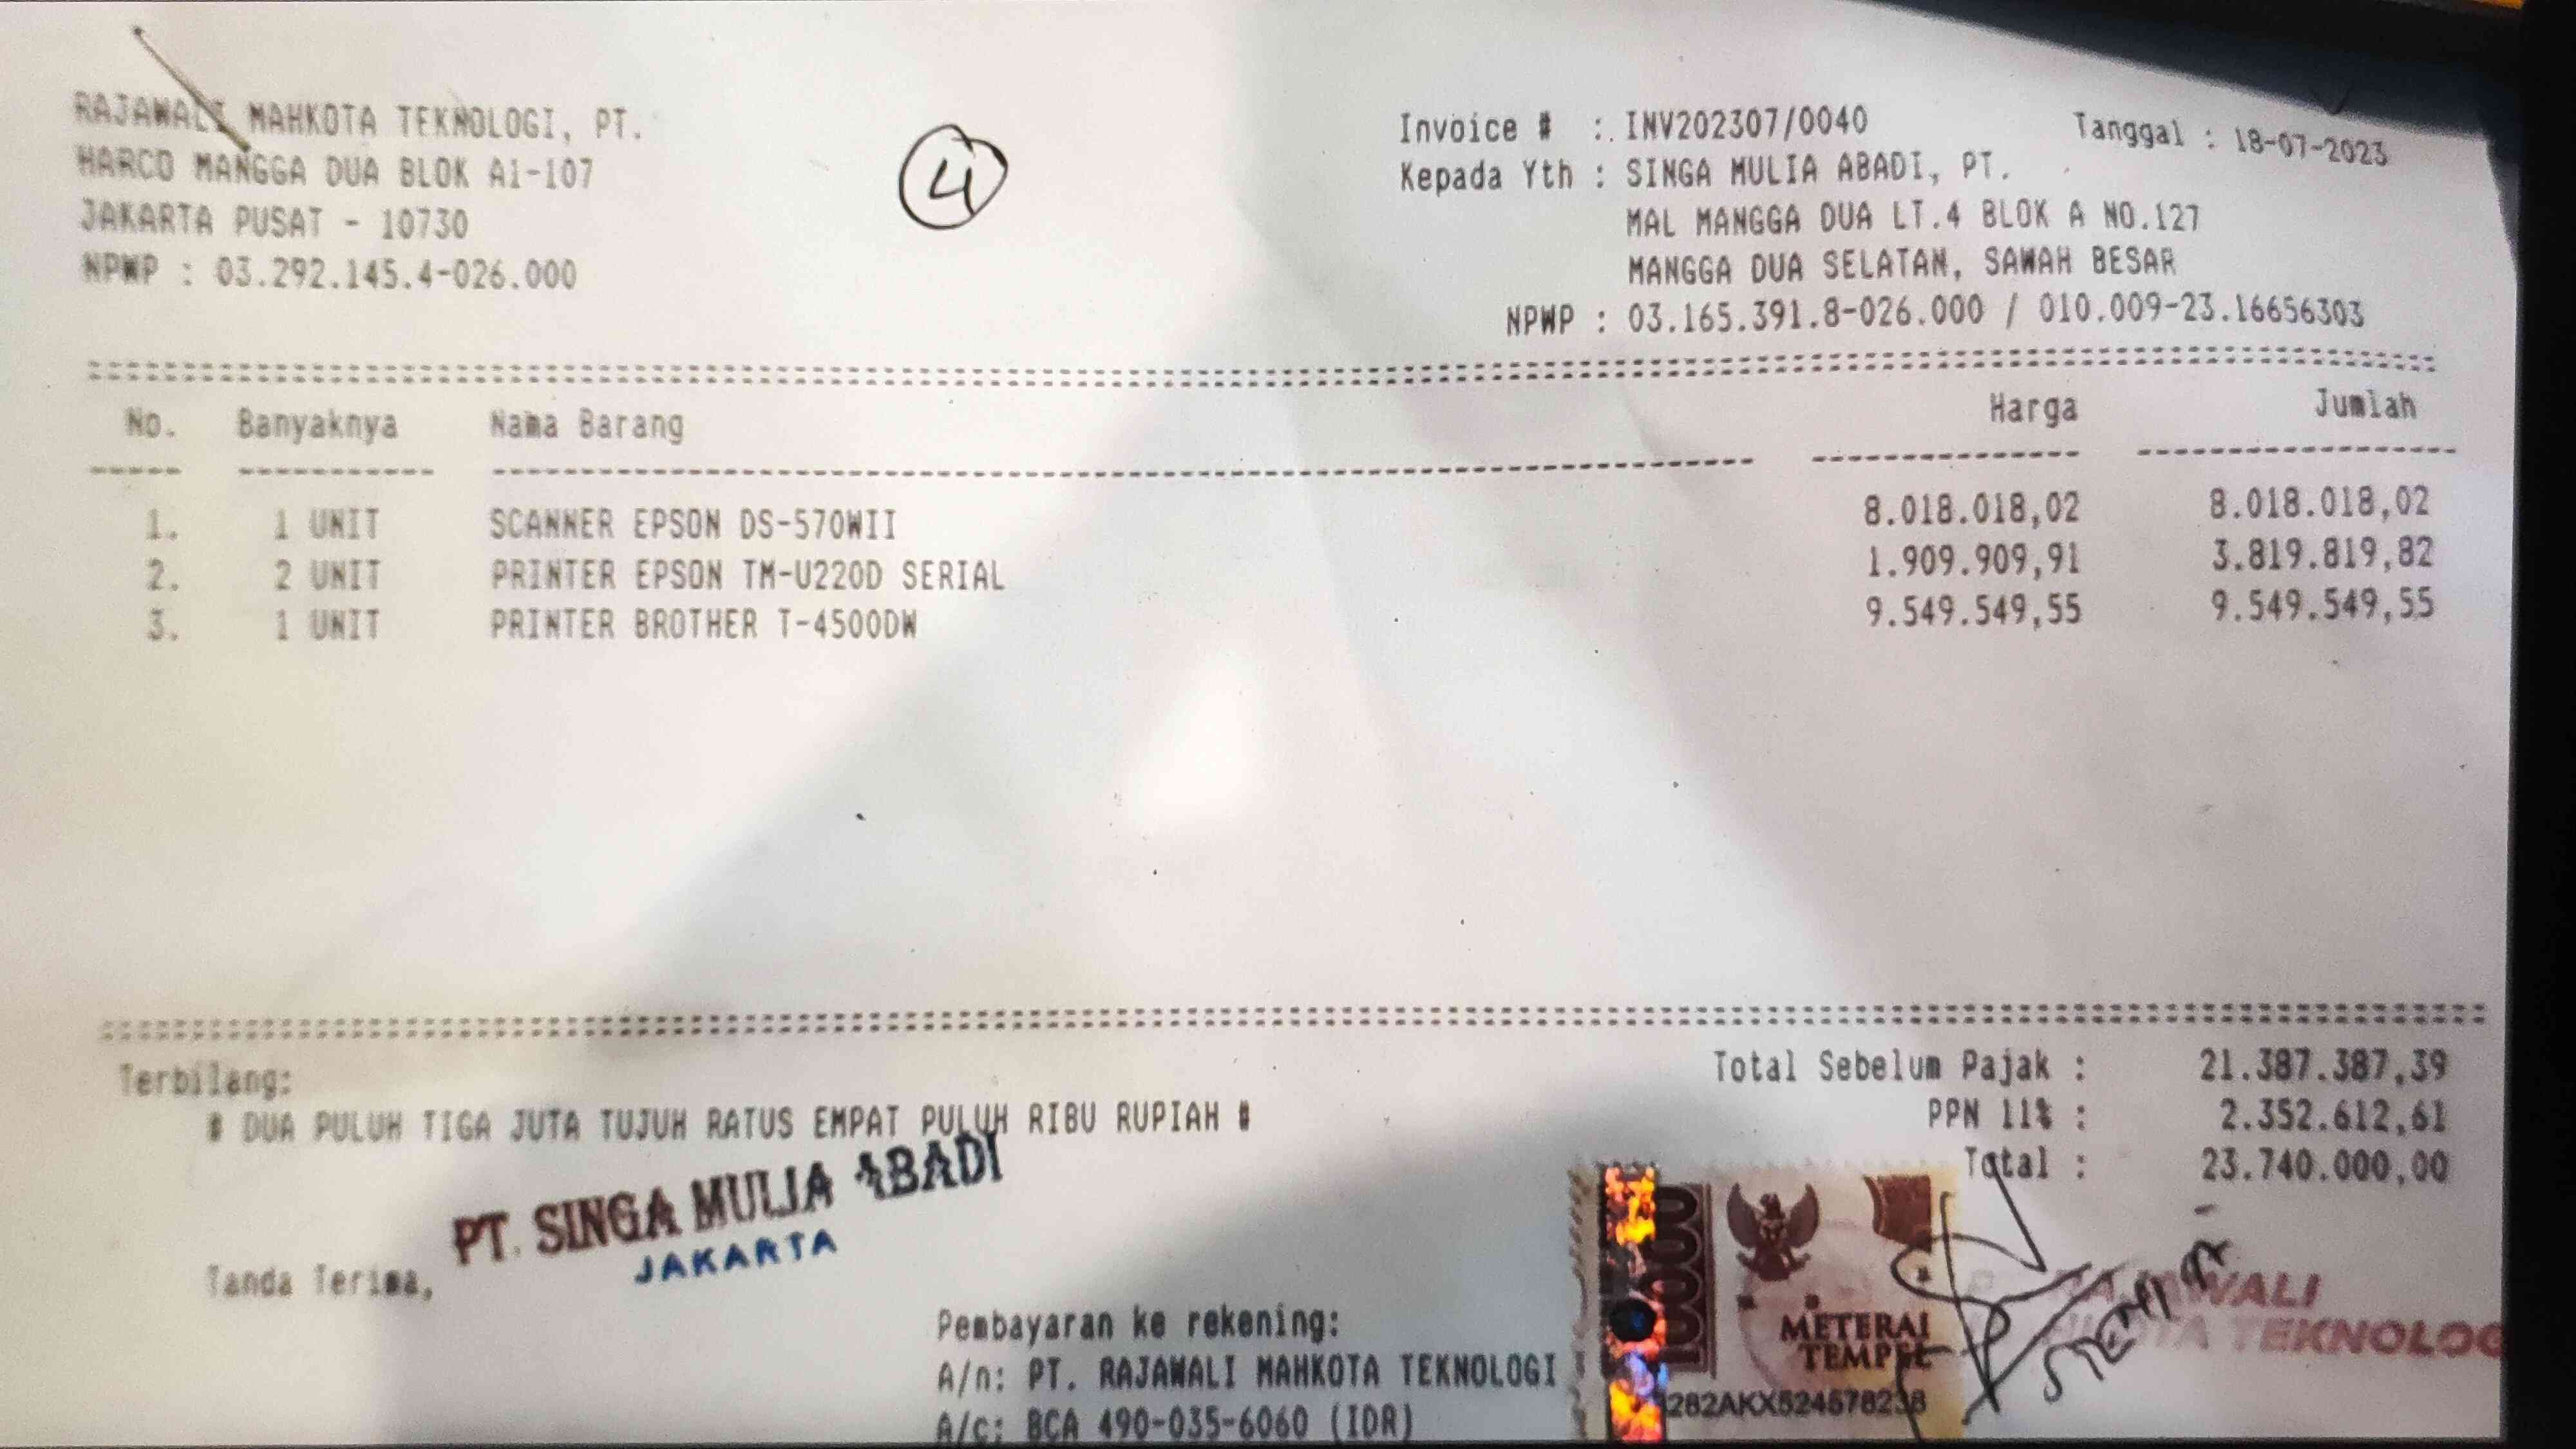 RAJAWALI MAHKOTA TEKNOLOGI, PT.
HARCO MANGGA DUA BLOK A1-107
JAKARTA PUSAT - 10730
NPWP : 03.292.145.4-026.000
4
Invoice # : INV202307/0040 Tanggal : 18-07-2023
Kepada Yth : SINGA MULIA ABADI, PT.
MAL MANGGA DUA LT.4 BLOK A NO.127
MANGGA DUA SELATAN, SAWAH BESAR
NPWP : 03.165.391.8-026.000 / 010.009-23.16656303
No. Banyaknya Nama Barang Harga Jumlah
1. 1 UNIT SCANNER EPSON DS-570WII 8.018.018,02 8.018.018,02
2. 2 UNIT PRINTER EPSON TM-U220D SERIAL 1.909.909,91 3.819.819,82
3. 1 UNIT PRINTER BROTHER T-4500DW 9.549.549,55 9.549.549,55
Terbilang:
# DUA PULUH TIGA JUTA TUJUH RATUS EMPAT PULUH RIBU RUPIAH #
Total Sebelum Pajak : 21.387.387,39
PPN 11% : 2.352.612,61
Total : 23.740.000,00
PT. SINGA MULIA ABADI
JAKARTA
Tanda Terima,
Pembayaran ke rekening:
A/n: PT. RAJAWALI MAHKOTA TEKNOLOGI
A/c: BCA 490-035-6060 (IDR)
METERAI
TEMPEL
282AKX524578238